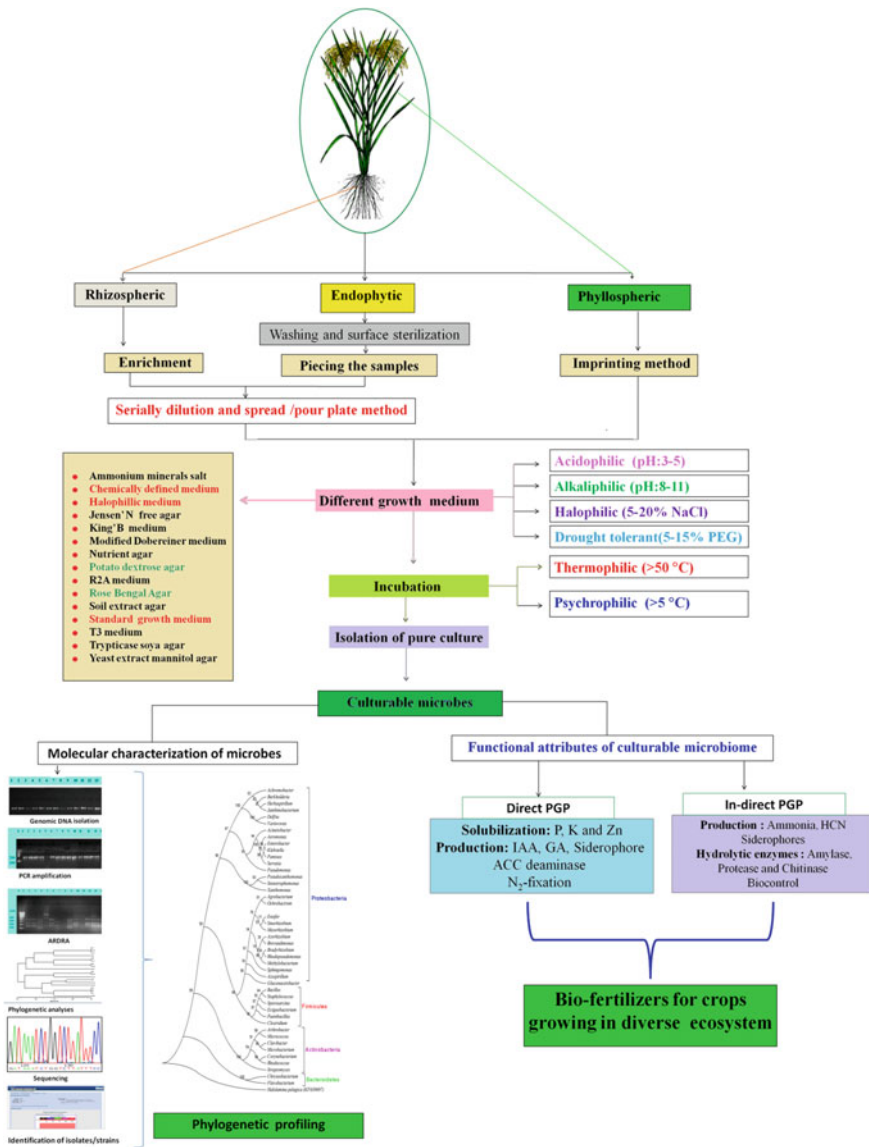 Rhizospheric
Endophytic
Phyllospheric
Washing and surface sterilization
Enrichment
Piecing the samples
Imprinting method
Serially dilution and spread /pour plate method
Ammonium minerals salt
Chemically defined medium
Halophillic medium
Jensen'N free agar
King'B medium
Modified Dobereiner medium
Nutrient agar
Potato dextrose agar
R2A medium
Rose Bengal Agar
Soil extract agar
Standard growth medium
T3 medium
Trypticase soya agar
Yeast extract mannitol agar
Different growth medium
Acidophilic (pH:3-5)
Alkaliphilic (pH:8-11)
Halophilic (5-20% NaCl)
Drought tolerant(5-15% PEG)
Incubation
Thermophilic (>50 °C)
Psychrophilic (>5 °C)
Isolation of pure culture
Culturable microbes
Molecular characterization of microbes
Functional attributes of culturable microbiome
Genomic DNA isolation
PCR amplification
ARDRA
Phylogenetic analyses
Sequencing
Identification of isolates/strains
Proteobacteria
Firmicutes
Actinobacteria
Bacteroidetes
Phylogenetic profiling
Direct PGP
Solubilization: P, K and Zn
Production: IAA, GA, Siderophore
ACC deaminase
N₂-fixation
In-direct PGP
Production : Ammonia, HCN
Siderophores
Hydrolytic enzymes : Amylase,
Protease and Chitinase
Biocontrol
Bio-fertilizers for crops
growing in diverse ecosystem